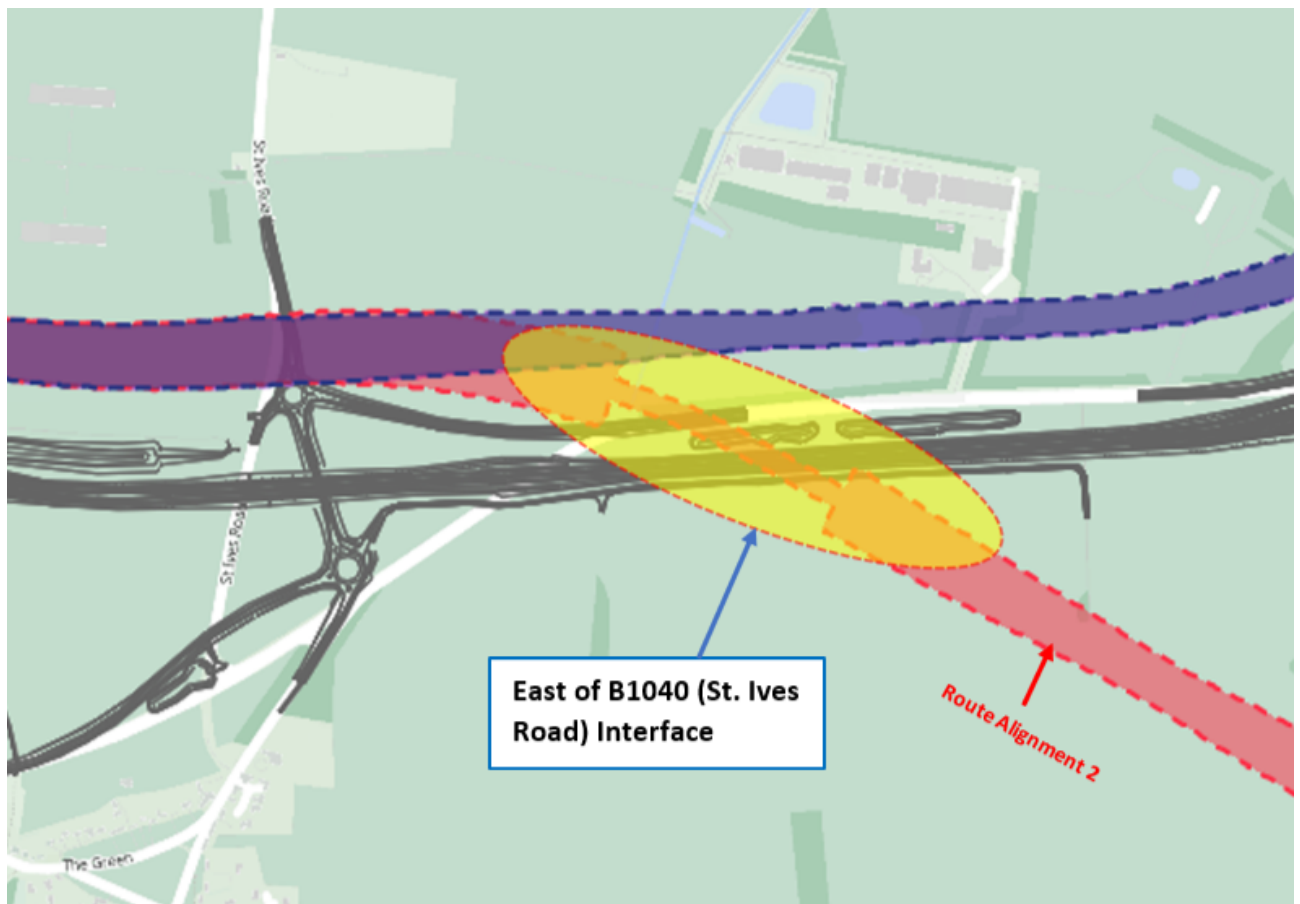 St Ives Road
St Ives Road
East of B1040 (St. Ives
Road) Interface
Route Alignment 2
The Green